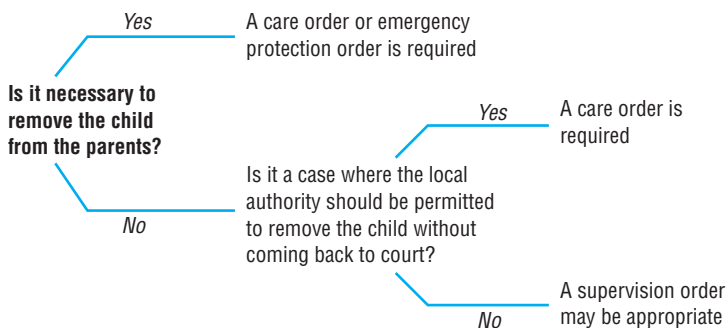 Yes
A care order or emergency
protection order is required
Is it necessary to
remove the child
from the parents?
No
Is it a case where the local
authority should be permitted
to remove the child without
coming back to court?
Yes
A care order is
required
No
A supervision order
may be appropriate